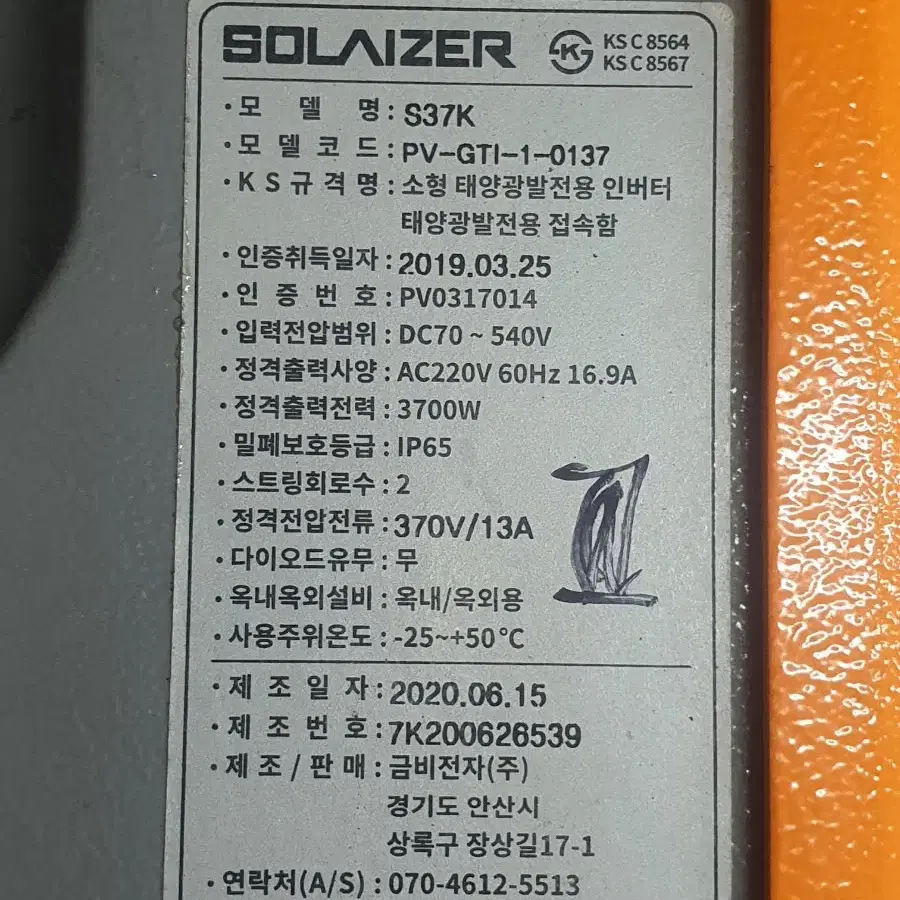 SOLAIZER
KS C 8564
KS C 8567
· 모 델 명 : S37K
· 모 델 코 드 : PV-GTI-1-0137
· K S 규 격 명 : 소형 태양광발전용 인버터
태양광발전용 접속함
· 인증취득일자 : 2019.03.25
· 인 증 번 호 : PV0317014
· 입력전압범위 : DC70 ~ 540V
· 정격출력사양 : AC220V 60Hz 16.9A
· 정격출력전력 : 3700W
· 밀폐보호등급 : IP65
· 스트링회로수 : 2
· 정격전압전류 : 370V/13A
· 다이오드유무 : 무
· 옥내옥외설비 : 옥내/옥외용
· 사용주위온도 : -25~+50℃
· 제 조 일 자 : 2020.06.15
· 제 조 번 호 : 7K200626539
· 제 조 / 판 매 : 금비전자(주)
경기도 안산시
상록구 장상길17-1
· 연락처(A/S) : 070-4612-5513